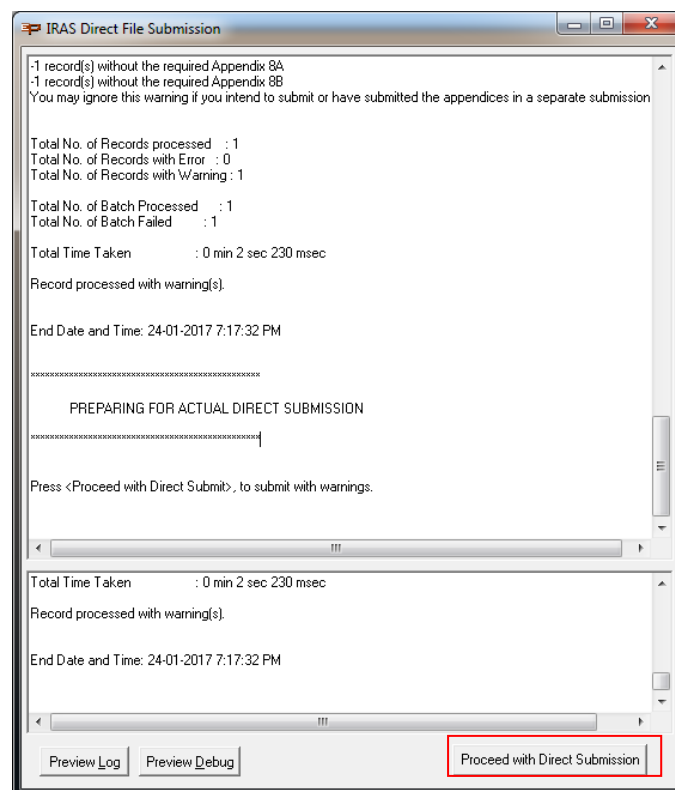 IRAS Direct File Submission
-1 record(s) without the required Appendix 8A
-1 record(s) without the required Appendix 8B
You may ignore this warning if you intend to submit or have submitted the appendices in a separate submission
Total No. of Records processed : 1
Total No. of Records with Error : 0
Total No. of Records with Warning : 1
Total No. of Batch Processed : 1
Total No. of Batch Failed : 1
Total Time Taken : 0 min 2 sec 230 msec
Record processed with warning(s).
End Date and Time: 24-01-2017 7:17:32 PM
************************************************
PREPARING FOR ACTUAL DIRECT SUBMISSION
************************************************
Press <Proceed with Direct Submit>, to submit with warnings.
Total Time Taken : 0 min 2 sec 230 msec
Record processed with warning(s).
End Date and Time: 24-01-2017 7:17:32 PM
Preview Log Preview Debug Proceed with Direct Submission